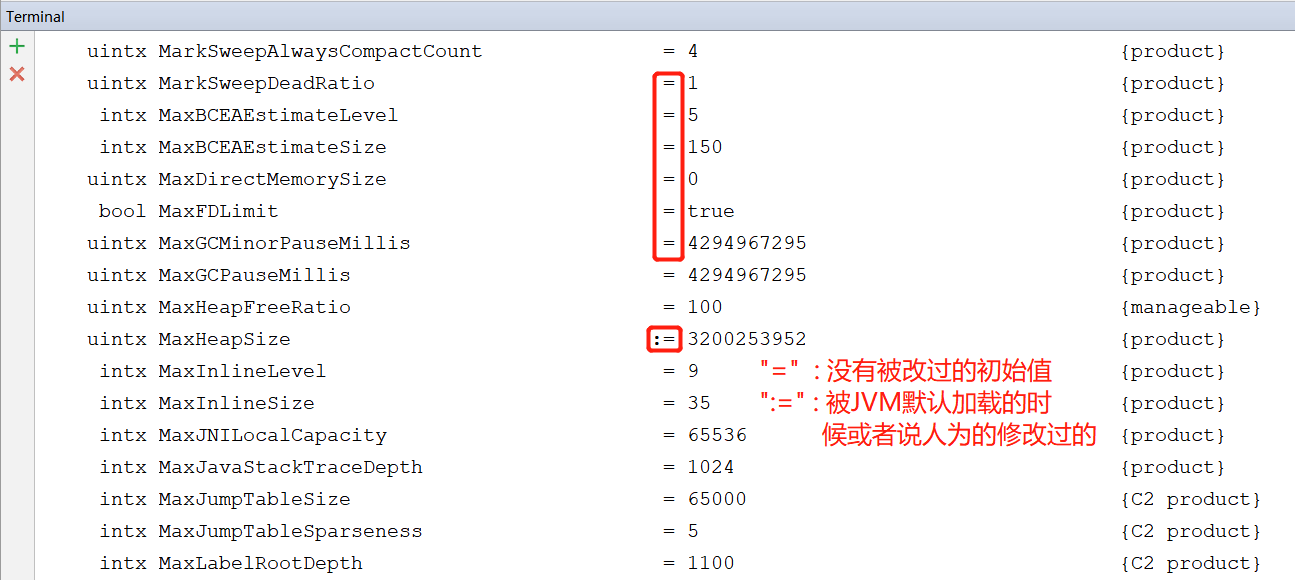 Terminal
uintx MarkSweepAlwaysCompactCount = 4 {product}
uintx MarkSweepDeadRatio = 1 {product}
intx MaxBCEAEstimateLevel = 5 {product}
intx MaxBCEAEstimateSize = 150 {product}
uintx MaxDirectMemorySize = 0 {product}
bool MaxFDLimit = true {product}
uintx MaxGCMinorPauseMillis = 4294967295 {product}
uintx MaxGCPauseMillis = 4294967295 {product}
uintx MaxHeapFreeRatio = 100 {manageable}
uintx MaxHeapSize := 3200253952 {product}
intx MaxInlineLevel = 9 {product}
"=" : 没有被改过的初始值
intx MaxInlineSize = 35 {product}
":=" : 被JVM默认加载的时
intx MaxJNILocalCapacity = 65536 {product}
候或者说人为的修改过的
intx MaxJavaStackTraceDepth = 1024 {product}
intx MaxJumpTableSize = 65000 {C2 product}
intx MaxJumpTableSparseness = 5 {C2 product}
intx MaxLabelRootDepth = 1100 {C2 product}